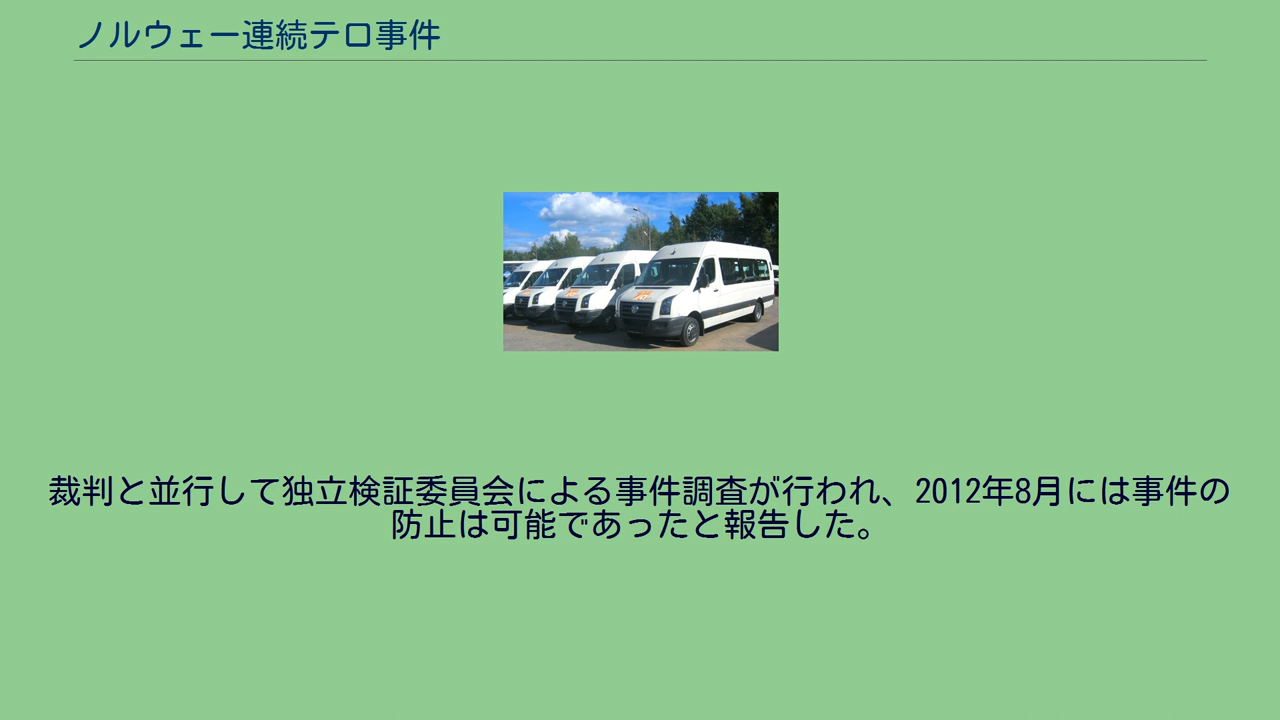 ノルウェー連続テロ事件
裁判と並行して独立検証委員会による事件調査が行われ、2012年8月には事件の
防止は可能であったと報告した。